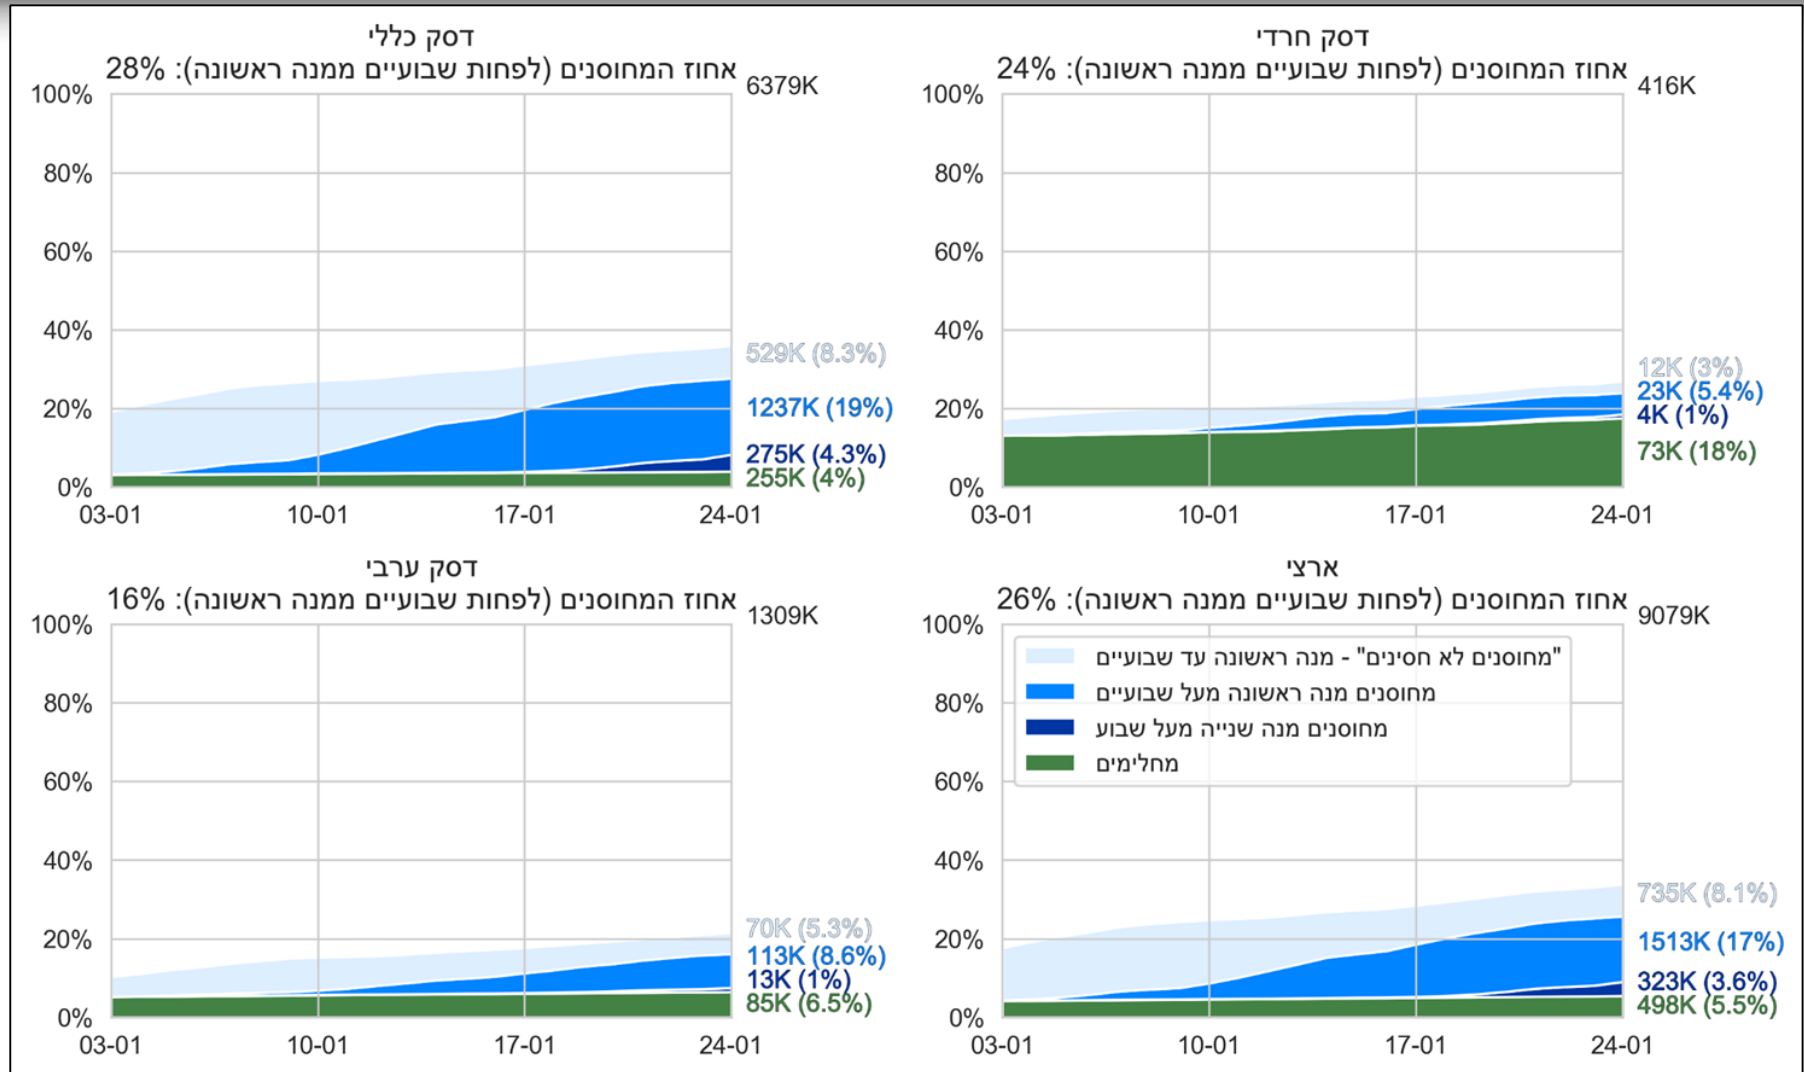 דסק כללי
אחוז המחוסנים (לפחות שבועיים ממנה ראשונה): 28%
6379K
100%
80%
60%
40%
20%
0%
03-01
10-01
17-01
24-01
529K (8.3%)
1237K (19%)
275K (4.3%)
255K (4%)
דסק חרדי
אחוז המחוסנים (לפחות שבועיים ממנה ראשונה): 24%
416K
100%
80%
60%
40%
20%
0%
03-01
10-01
17-01
24-01
12K (3%)
23K (5.4%)
4K (1%)
73K (18%)
דסק ערבי
אחוז המחוסנים (לפחות שבועיים ממנה ראשונה): 16%
1309K
100%
80%
60%
40%
20%
0%
03-01
10-01
17-01
24-01
70K (5.3%)
113K (8.6%)
13K (1%)
85K (6.5%)
ארצי
אחוז המחוסנים (לפחות שבועיים ממנה ראשונה): 26%
9079K
100%
80%
60%
40%
20%
0%
03-01
10-01
17-01
24-01
"מחוסנים לא חסינים" - מנה ראשונה עד שבועיים
מחוסנים מנה ראשונה מעל שבועיים
מחוסנים מנה שנייה מעל שבוע
מחלימים
735K (8.1%)
1513K (17%)
323K (3.6%)
498K (5.5%)